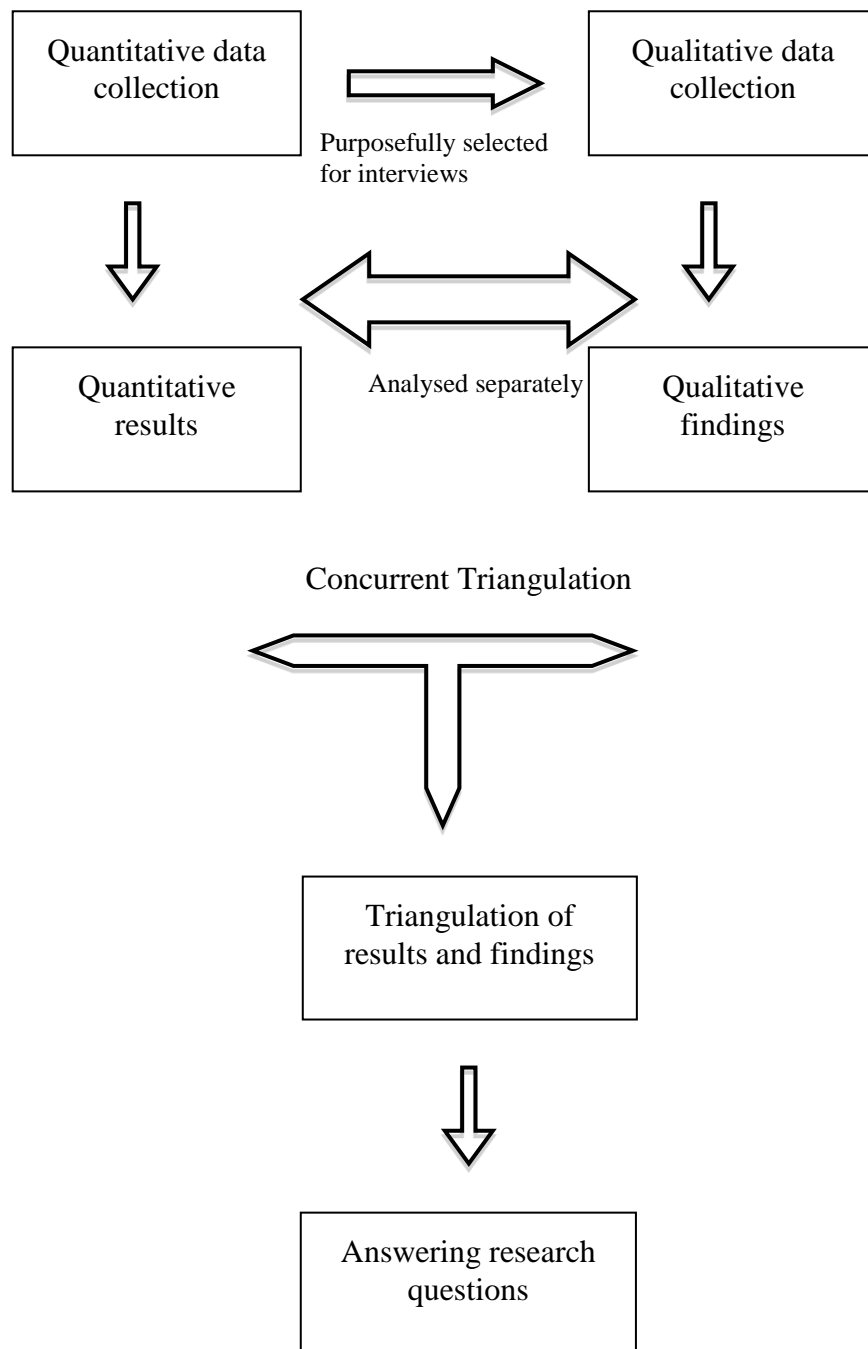 Quantitative data
collection
Purposefully selected
for interviews
Qualitative data
collection
Quantitative
results
Analysed separately
Qualitative
findings
Concurrent Triangulation
Triangulation of
results and findings
Answering research
questions